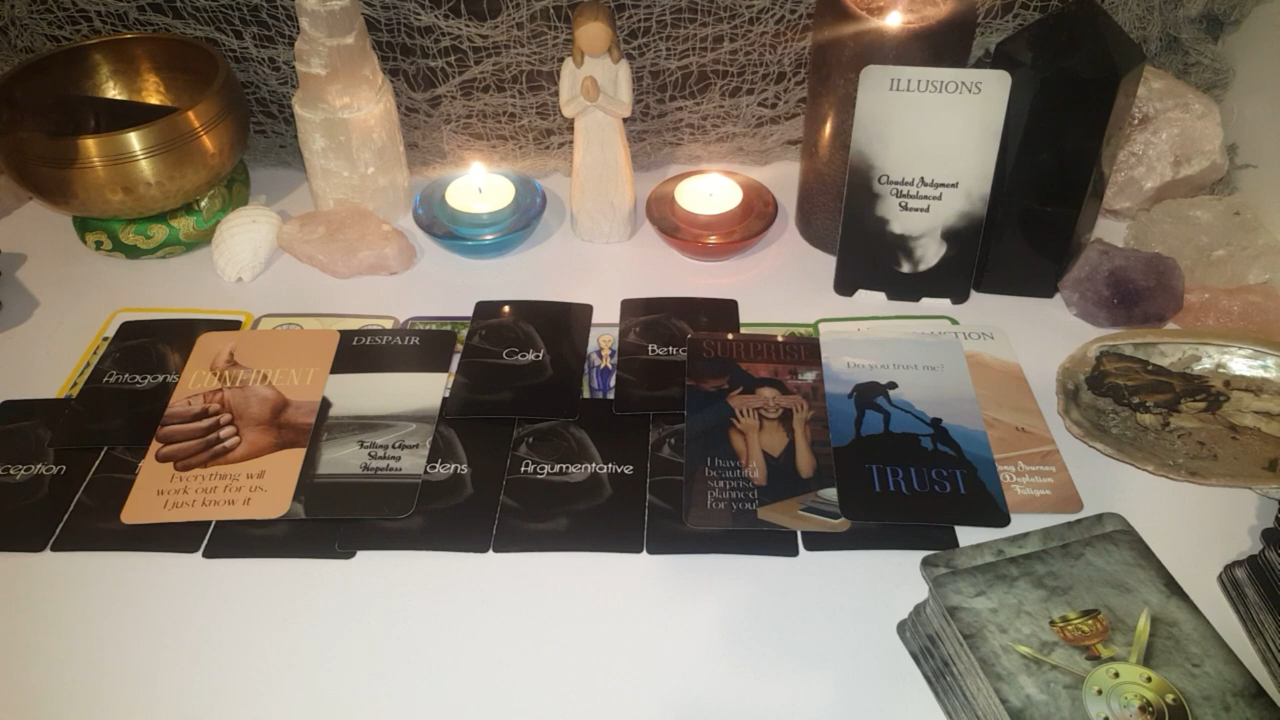 ILLUSIONS
Clouded Judgment
Unbalanced
Skewed
Antagonis
CONFIDENT
Everything will
work out for us.
I just know it
DESPAIR
Falling Apart
Sinking
Hopeless
Cold
Betra
SURPRISE
I have a
beautiful
surprise
planned
for you!
Do you trust me?
TRUST
UCTION
ong Journey
Depletion
Fatigue
ception
dens
Argumentative